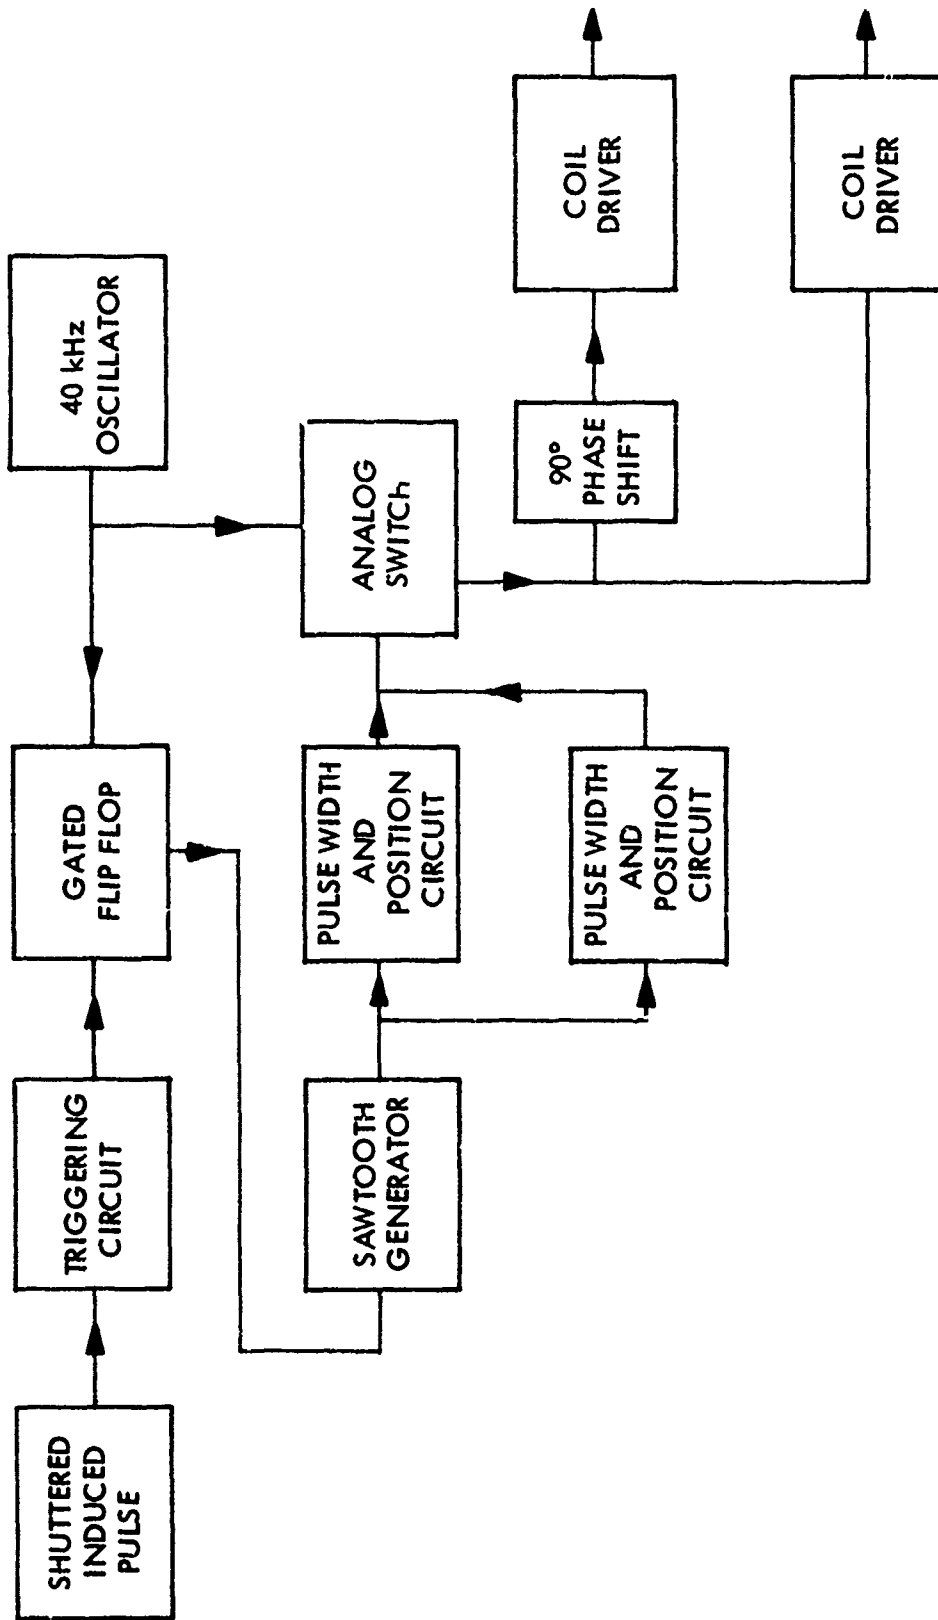 SHUTTERED
INDUCED
PULSE
TRIGGERING
CIRCUIT
GATED
FLIP FLOP
40 kHz
OSCILLATOR
SAWTOOTH
GENERATOR
PULSE WIDTH
AND
POSITION
CIRCUIT
ANALOG
SWITCh
PULSE WIDTH
AND
POSITION
CIRCUIT
90°
PHASE
SHIFT
COIL
DRIVER
COIL
DRIVER